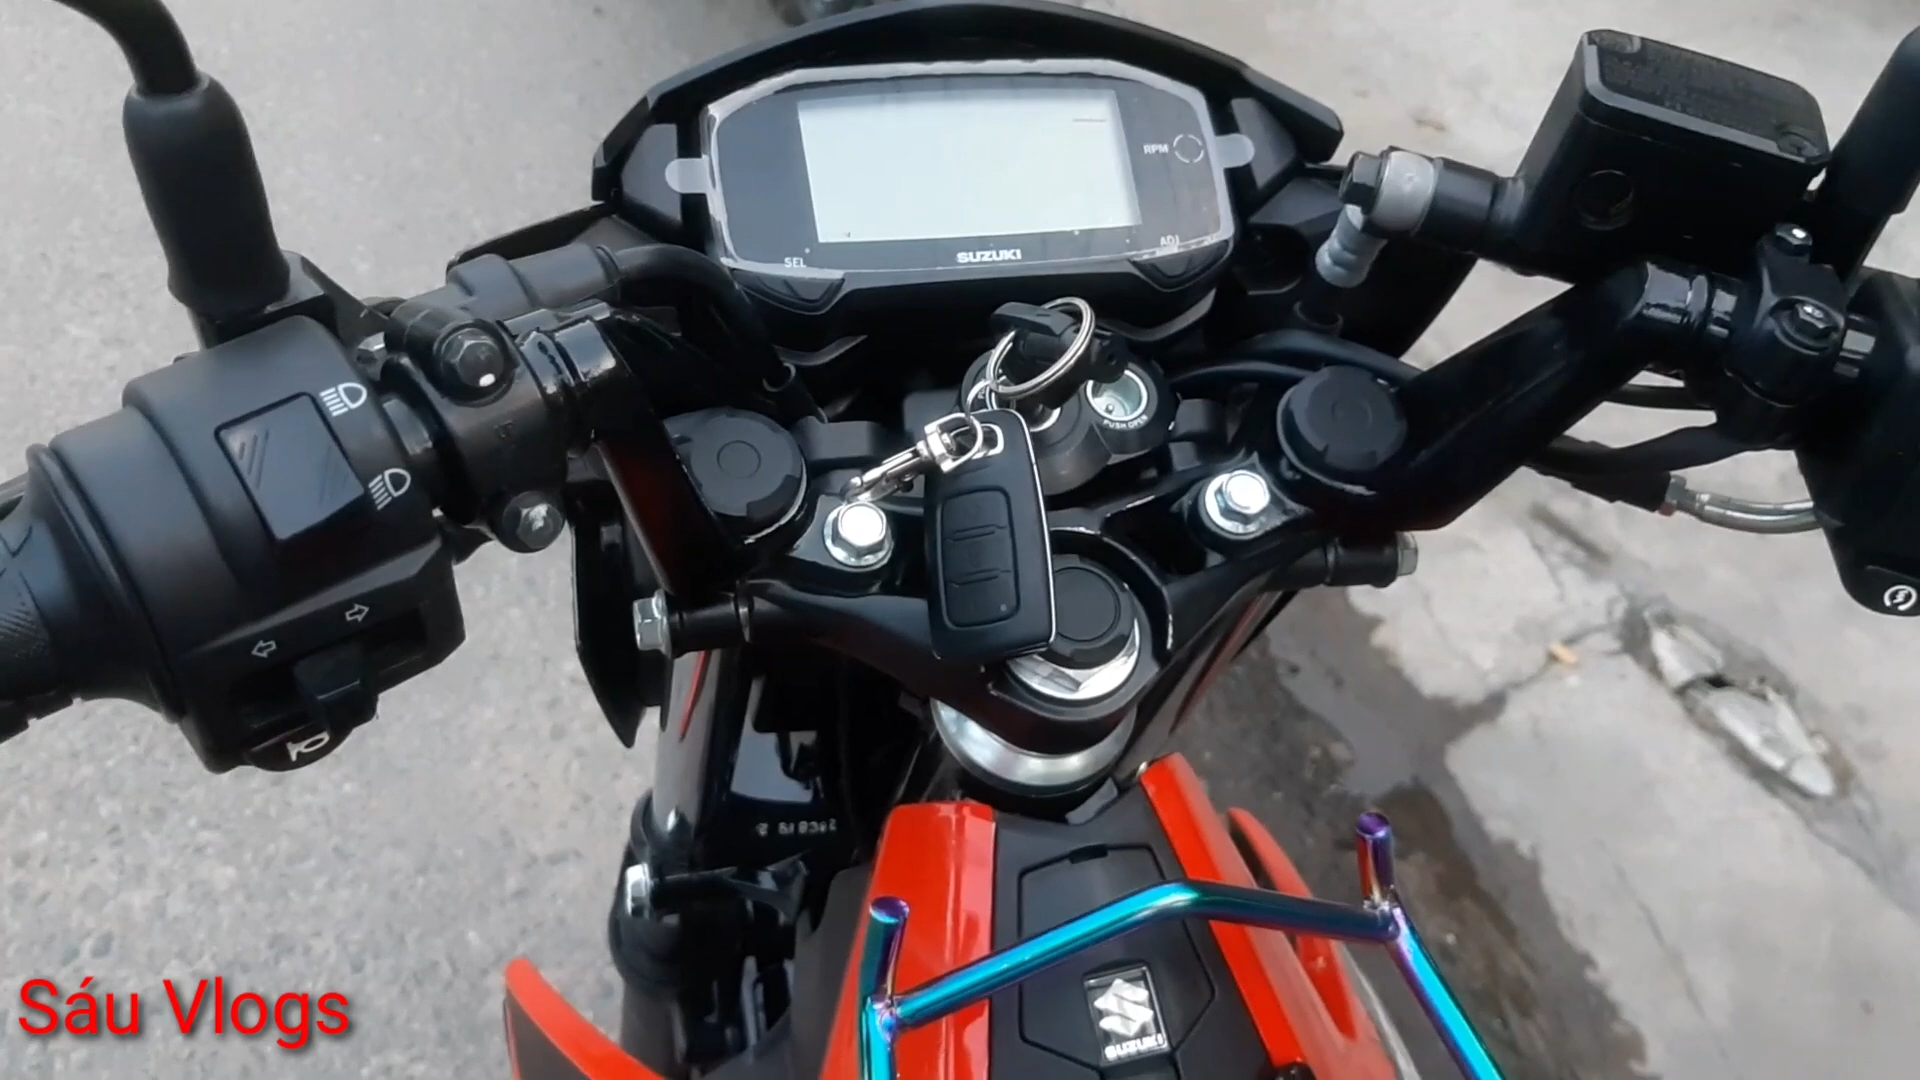 RPM
SEL
SUZUKI
ADJ
PUSH OPEN
SUZUKI
Sáu Vlogs